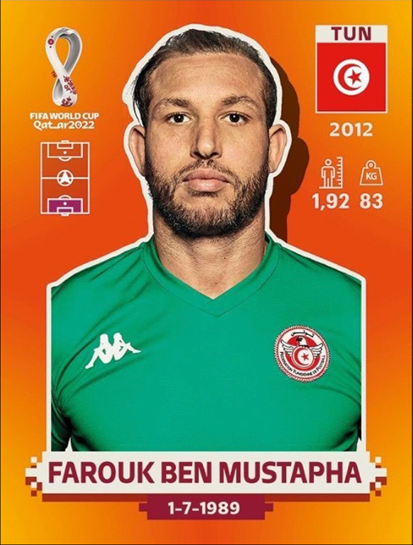 FIFA WORLD CUP
Qatar2022
TUN
2012
KG
1,92 83
FAROUK BEN MUSTAPHA
1-7-1989